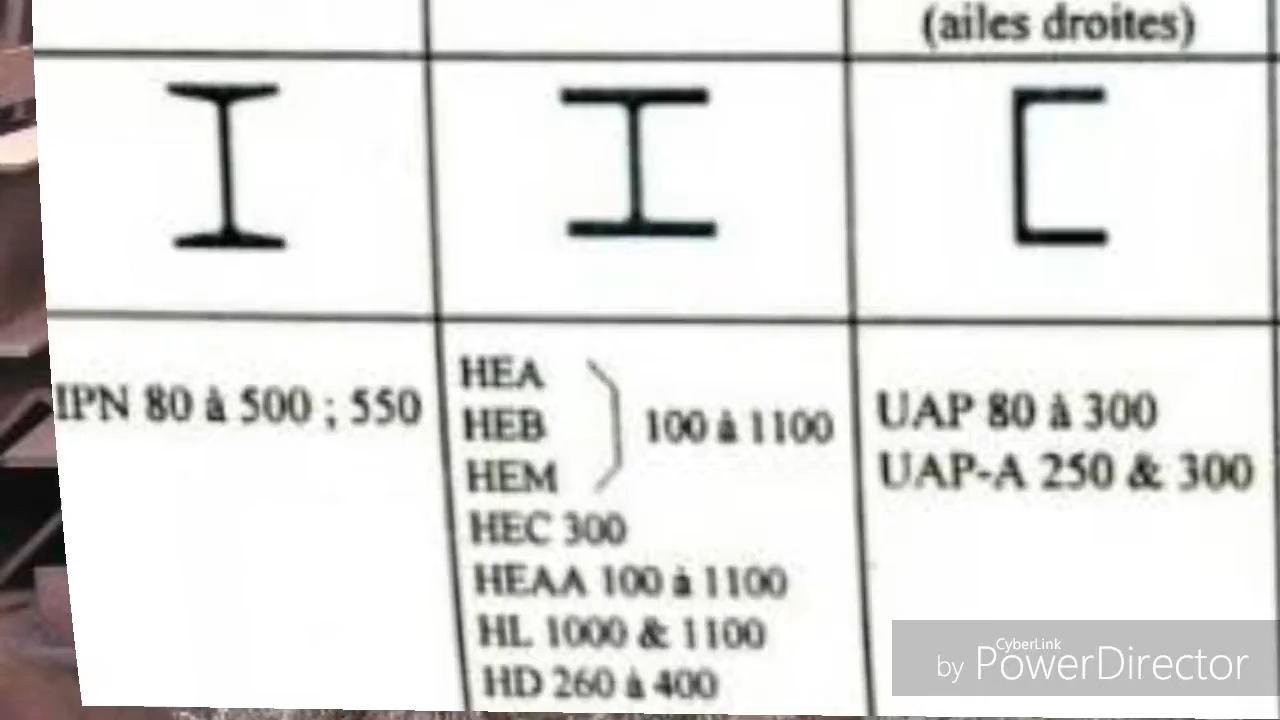 (ailes droites)
IPN 80 à 500 ; 550
HEA
HEB
HEM
100 à 1100
HEC 300
HEAA 100 à 1100
HL 1000 & 1100
HD 260 à 400
UAP 80 à 300
UAP-A 250 & 300
CyberLink
by PowerDirector